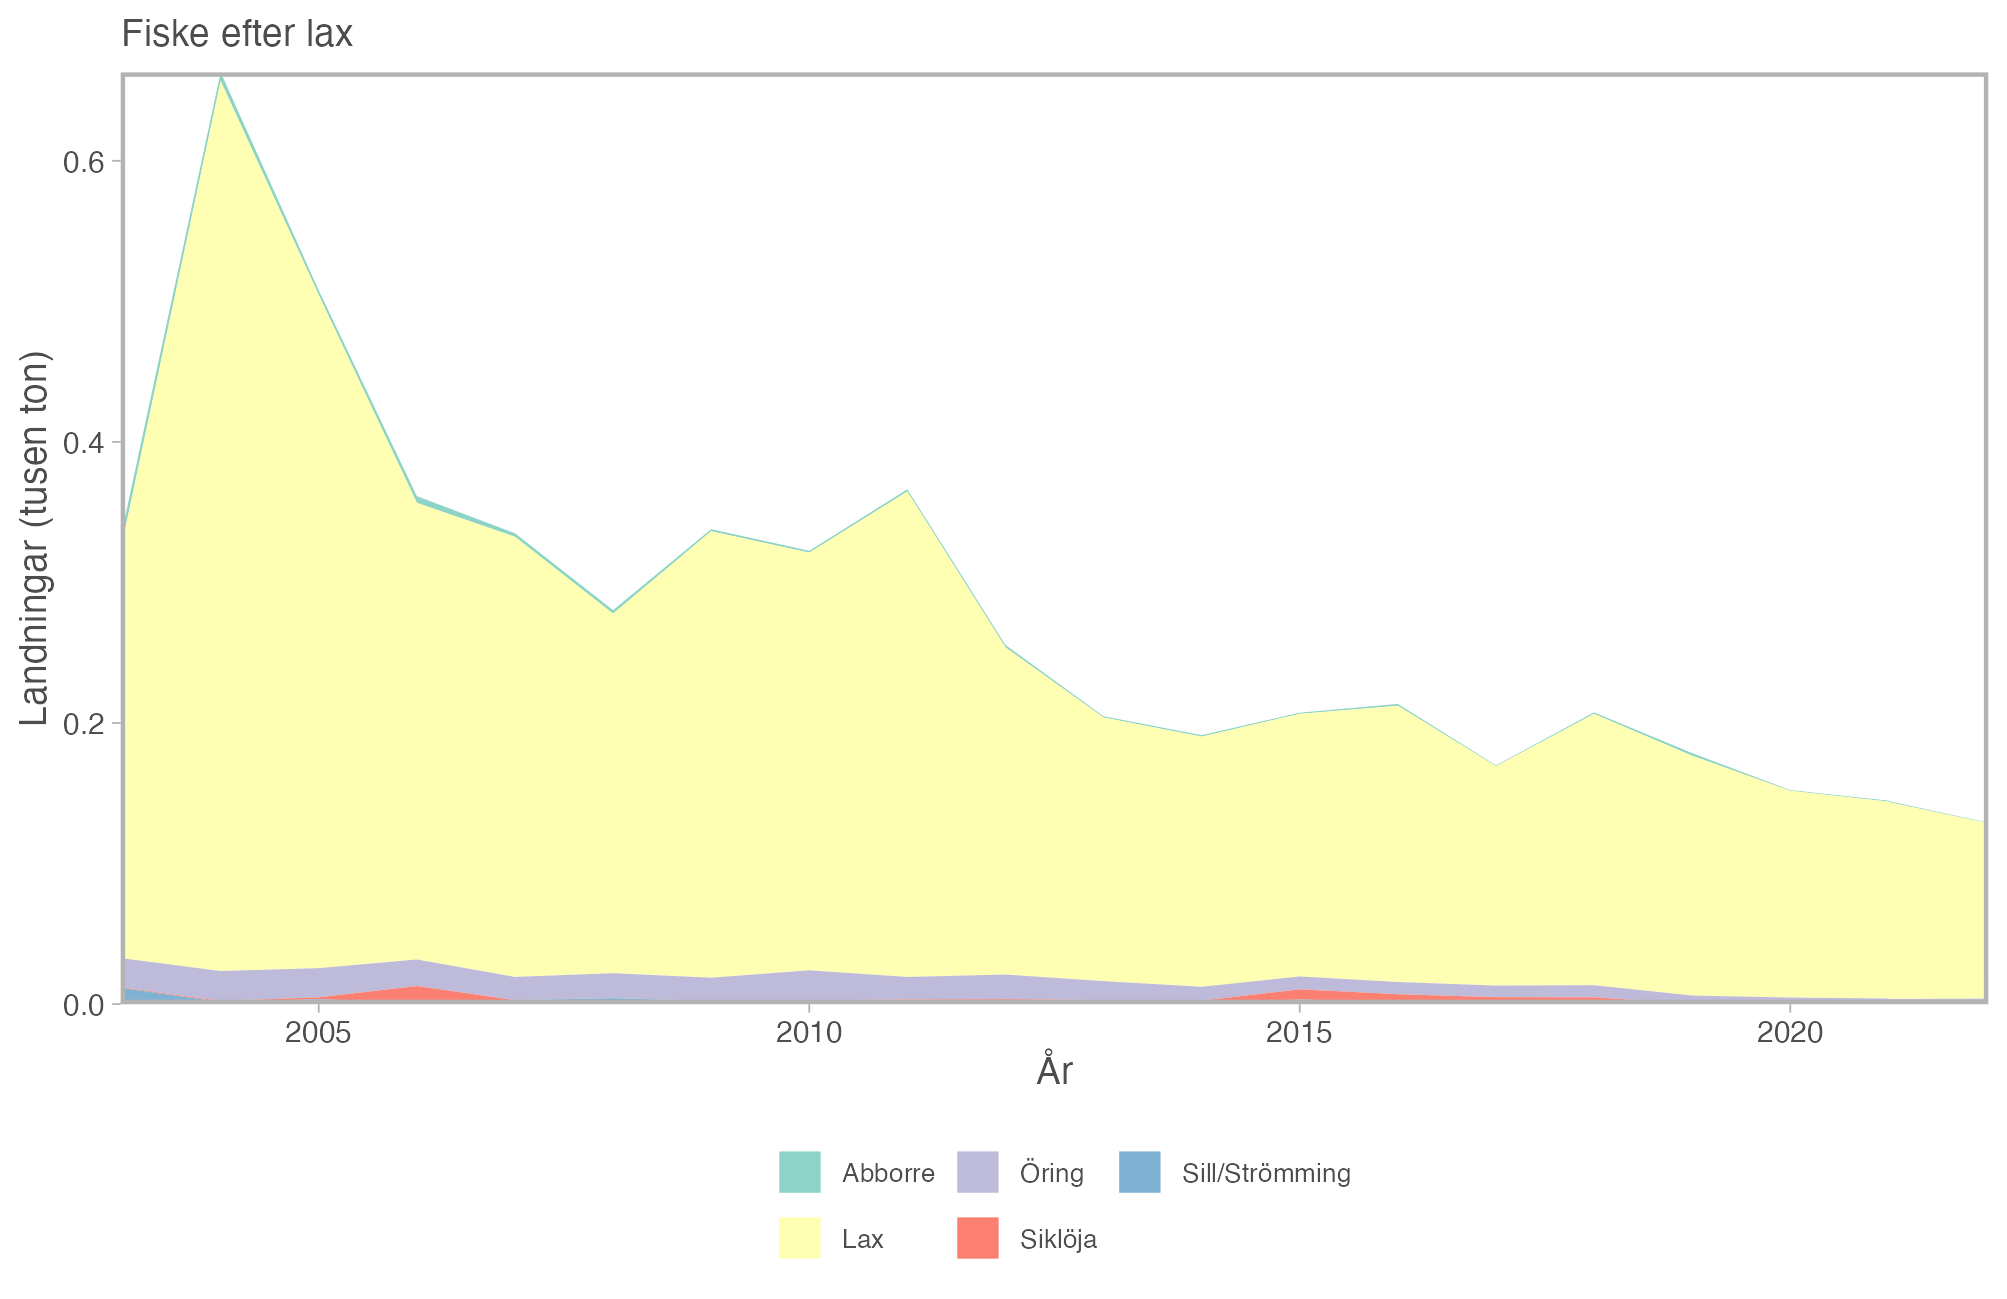 Fiske efter lax
Landningar (tusen ton)
0.6
0.4
0.2
0.0
2005 2010 2015 2020
År
Abborre Öring Sill/Strömming
Lax Siklöja